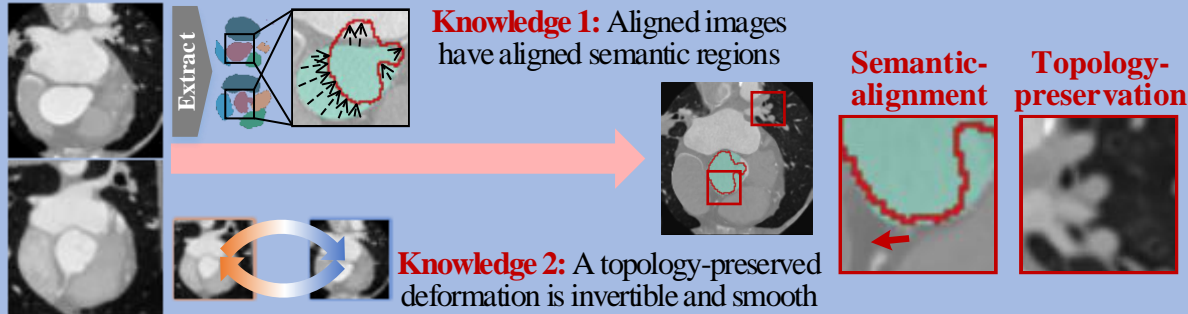 Extract
Knowledge 1: Aligned images
have aligned semantic regions
Semantic-
alignment
Topology-
preservation
Knowledge 2: A topology-preserved
deformation is invertible and smooth